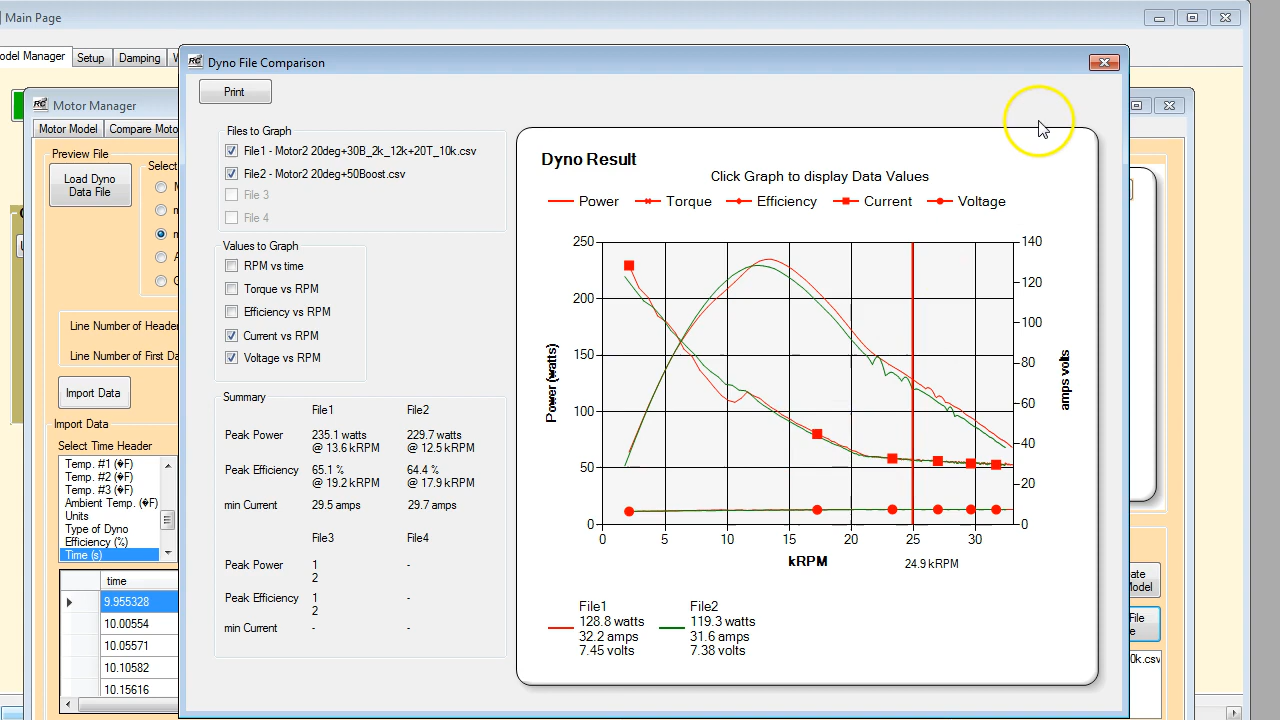 Main Page
odel Manager
Setup
Damping
RC Motor Manager
Motor Model
Compare Moto
Preview File
Load Dyno
Data File
Select
Line Number of Header
Line Number of First Da
Import Data
Import Data
Select Time Header
Temp. #1 (�F)
Temp. #2 (�F)
Temp. #3 (�F)
Ambient Temp. (�F)
Units
Type of Dyno
Efficiency (%)
Time (s)
time
9.955328
10.00554
10.05571
10.10582
10.15616
RC Dyno File Comparison
Print
Files to Graph
File1 - Motor2 20deg+30B_2k_12k+20T_10k.csv
File2 - Motor2 20deg+50Boost.csv
File 3
File 4
Values to Graph
RPM vs time
Torque vs RPM
Efficiency vs RPM
Current vs RPM
Voltage vs RPM
Summary
File1 File2
Peak Power 235.1 watts 229.7 watts
@ 13.6 kRPM @ 12.5 kRPM
Peak Efficiency 65.1 % 64.4 %
@ 19.2 kRPM @ 17.9 kRPM
min Current 29.5 amps 29.7 amps
File3 File4
Peak Power 1 -
2
Peak Efficiency 1 -
2
min Current - -
Dyno Result
Click Graph to display Data Values
Power Torque Efficiency Current Voltage
250 140
200 120
150 100
100 80
50 60
0 40
20
0
Power (watts)
amps volts
0 5 10 15 20 25 30
kRPM
24.9 kRPM
File1 File2
128.8 watts 119.3 watts
32.2 amps 31.6 amps
7.45 volts 7.38 volts
ate
Model
File
e
0k.csv